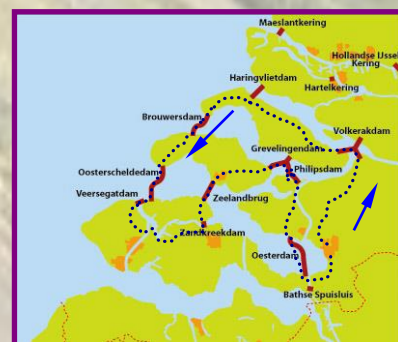 Maeslantkering
Hollandse IJssel
Kering
Hartelkering
Haringvlietdam
Brouwersdam
Volkerakdam
Grevelingendam
Philipsdam
Oosterscheldedam
Veersegatdam
Zeelandbrug
Zandkreekdam
Oesterdam
Bathse Spuisluis